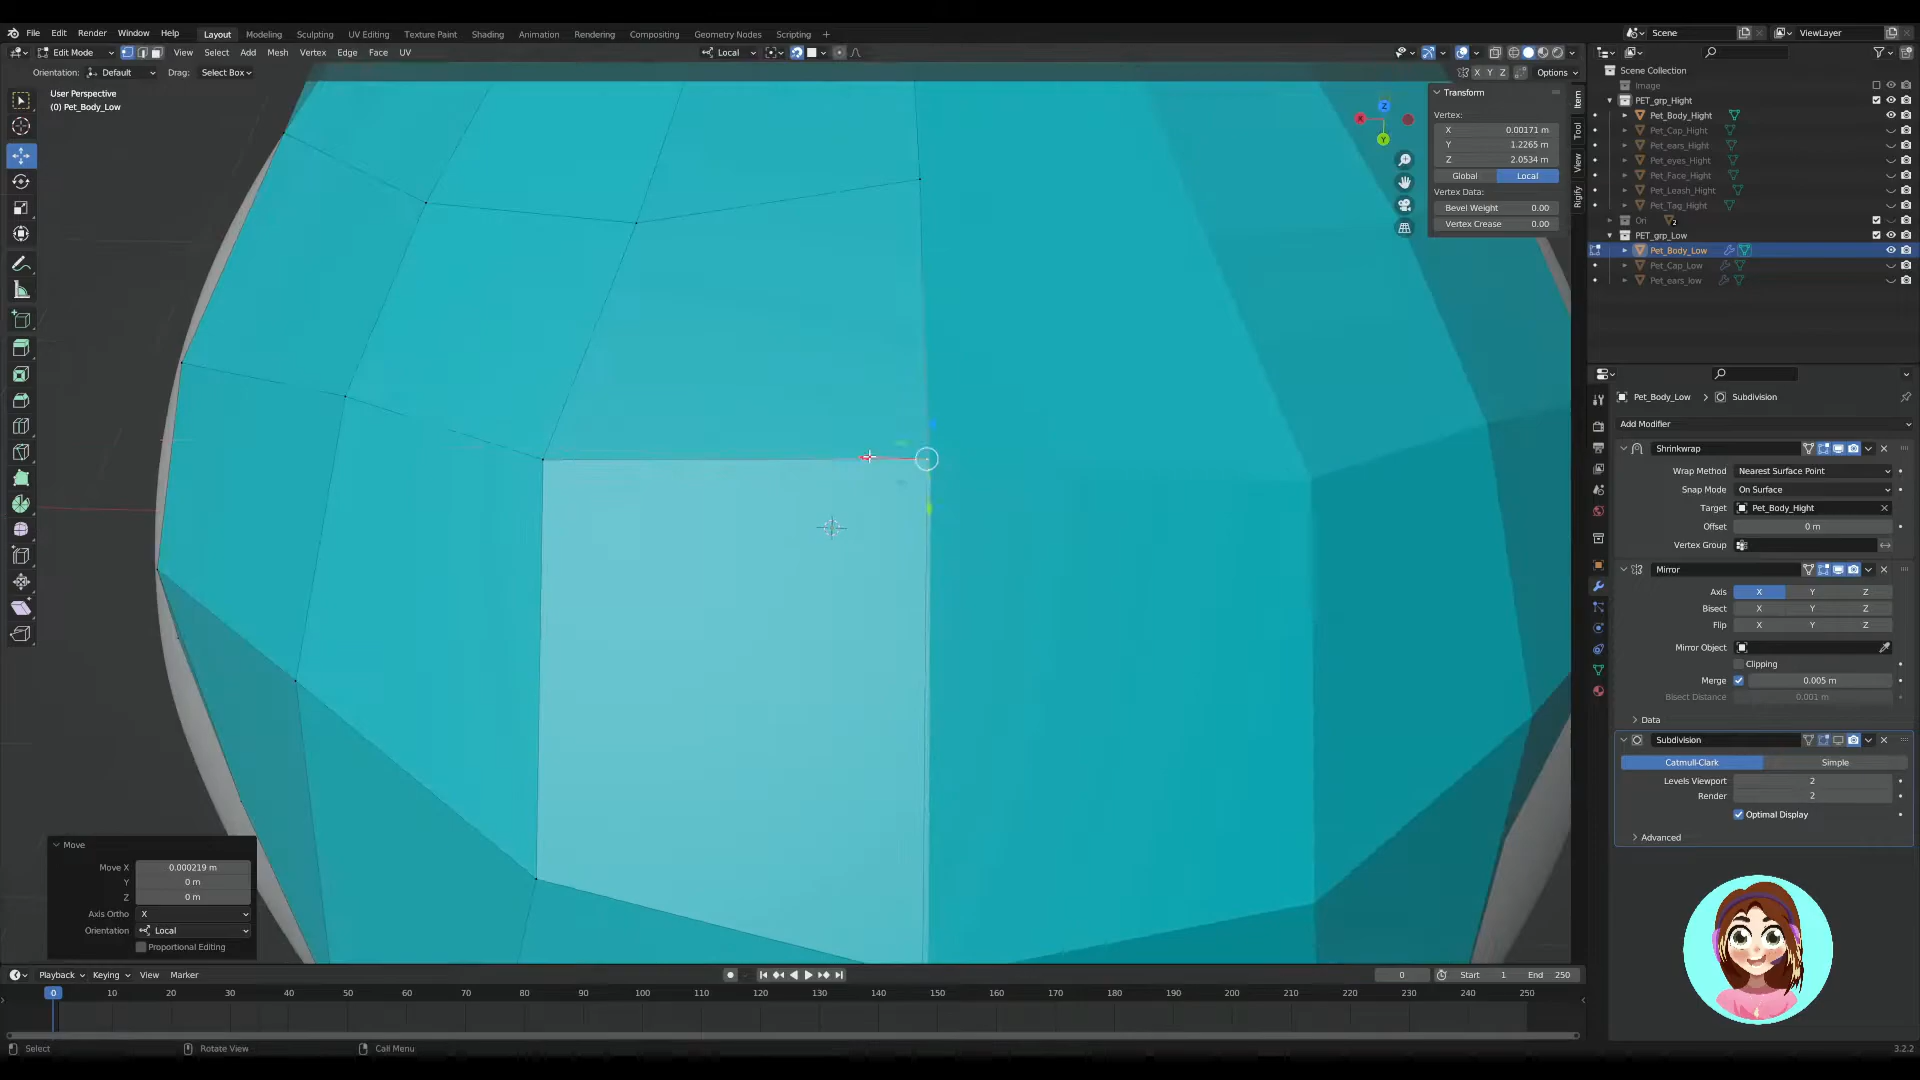 File Edit Render Window Help Layout Modeling Sculpting UV Editing Texture Paint Shading Animation Rendering Compositing Geometry Nodes Scripting + Scene ViewLayer
Edit Mode View Select Add Mesh Vertex Edge Face UV Local
Orientation: Default Drag: Select Box X Y Z Options
User Perspective
(0) Pet_Body_Low
Z
X
Y
Transform
Vertex:
X 0.00171 m
Y 1.2265 m
Z 2.0534 m
Global Local
Vertex Data:
Bevel Weight 0.00
Vertex Crease 0.00
Item
Tool
View
Rigify
Scene Collection
Image
PET_grp_Hight
Pet_Body_Hight
Pet_Cap_Hight
Pet_ears_Hight
Pet_eyes_Hight
Pet_Face_Hight
Pet_Leash_Hight
Pet_Tag_Hight
Ori 2
PET_grp_Low
Pet_Body_Low
Pet_Cap_Low
Pet_ears_low
Pet_Body_Low > Subdivision
Add Modifier
Shrinkwrap
Wrap Method Nearest Surface Point
Snap Mode On Surface
Target Pet_Body_Hight
Offset 0 m
Vertex Group
Mirror
Axis X Y Z
Bisect X Y Z
Flip X Y Z
Mirror Object
Clipping
Merge 0.005 m
Bisect Distance 0.001 m
Data
Subdivision
Catmull-Clark Simple
Levels Viewport 2
Render 2
Optimal Display
Advanced
Move
Move X 0.000219 m
Y 0 m
Z 0 m
Axis Ortho X
Orientation Local
Proportional Editing
Playback Keying View Marker 0 Start 1 End 250
0 10 20 30 40 50 60 70 80 90 100 110 120 130 140 150 160 170 180 190 200 210 220 230 240 250
Select Rotate View Call Menu 3.2.2